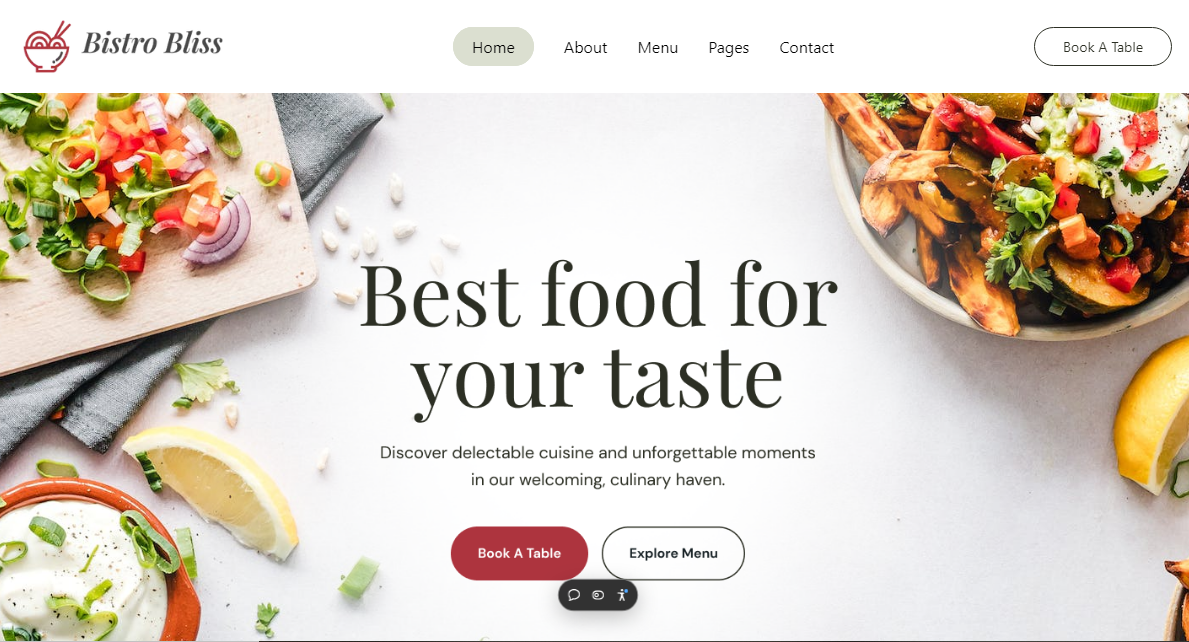 Bistro Bliss
Home
About
Menu
Pages
Contact
Book A Table
Best food for
your taste
Discover delectable cuisine and unforgettable moments
in our welcoming, culinary haven.
Book A Table
Explore Menu